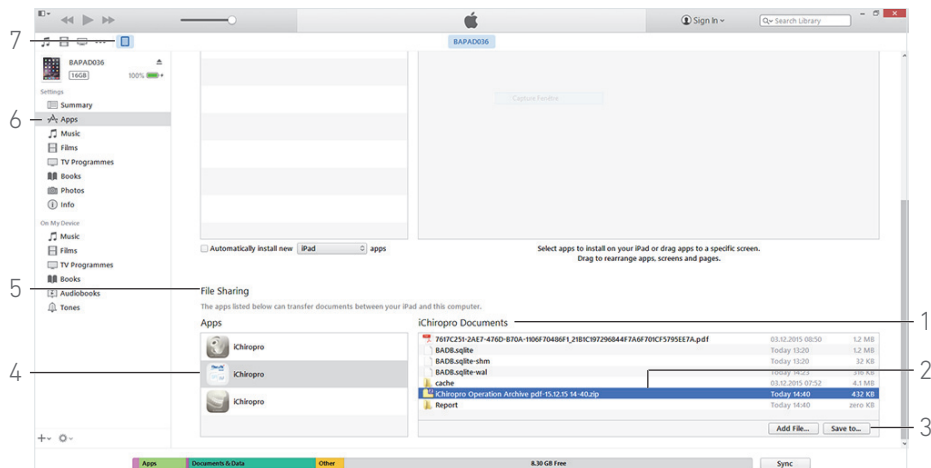 Sign In
Search Library
7
BAPAD036
BAPAD036
16GB
100%
Settings
Summary
6
Apps
Music
Films
TV Programmes
Books
Photos
Info
On My Device
Music
Films
TV Programmes
Books
Audiobooks
Tones
Automatically install new iPad apps
Select apps to install on your iPad or drag apps to a specific screen.
Drag to rearrange apps, screens and pages.
5
File Sharing
The apps listed below can transfer documents between your iPad and this computer.
Apps
iChiropro
4
iChiropro
iChiropro
iChiropro Documents
1
7617C251-2AE7-476D-B70A-1106F70486F1_21B1C197296844F7A6F701CF5795EE7A.pdf 03.12.2015 08:50 1.2 MB
BADB.sqlite Today 13:20 1.2 MB
BADB.sqlite-shm Today 13:20 32 KB
BADB.sqlite-wal Today 14:23 316 KB
2
cache 03.12.2015 07:52 4.1 MB
iChiropro Operation Archive pdf-15.12.15 14-40.zip Today 14:40 432 KB
Report Today 14:40 zero KB
Add File... Save to...
3
Apps Documents & Data Other 8.30 GB Free Sync